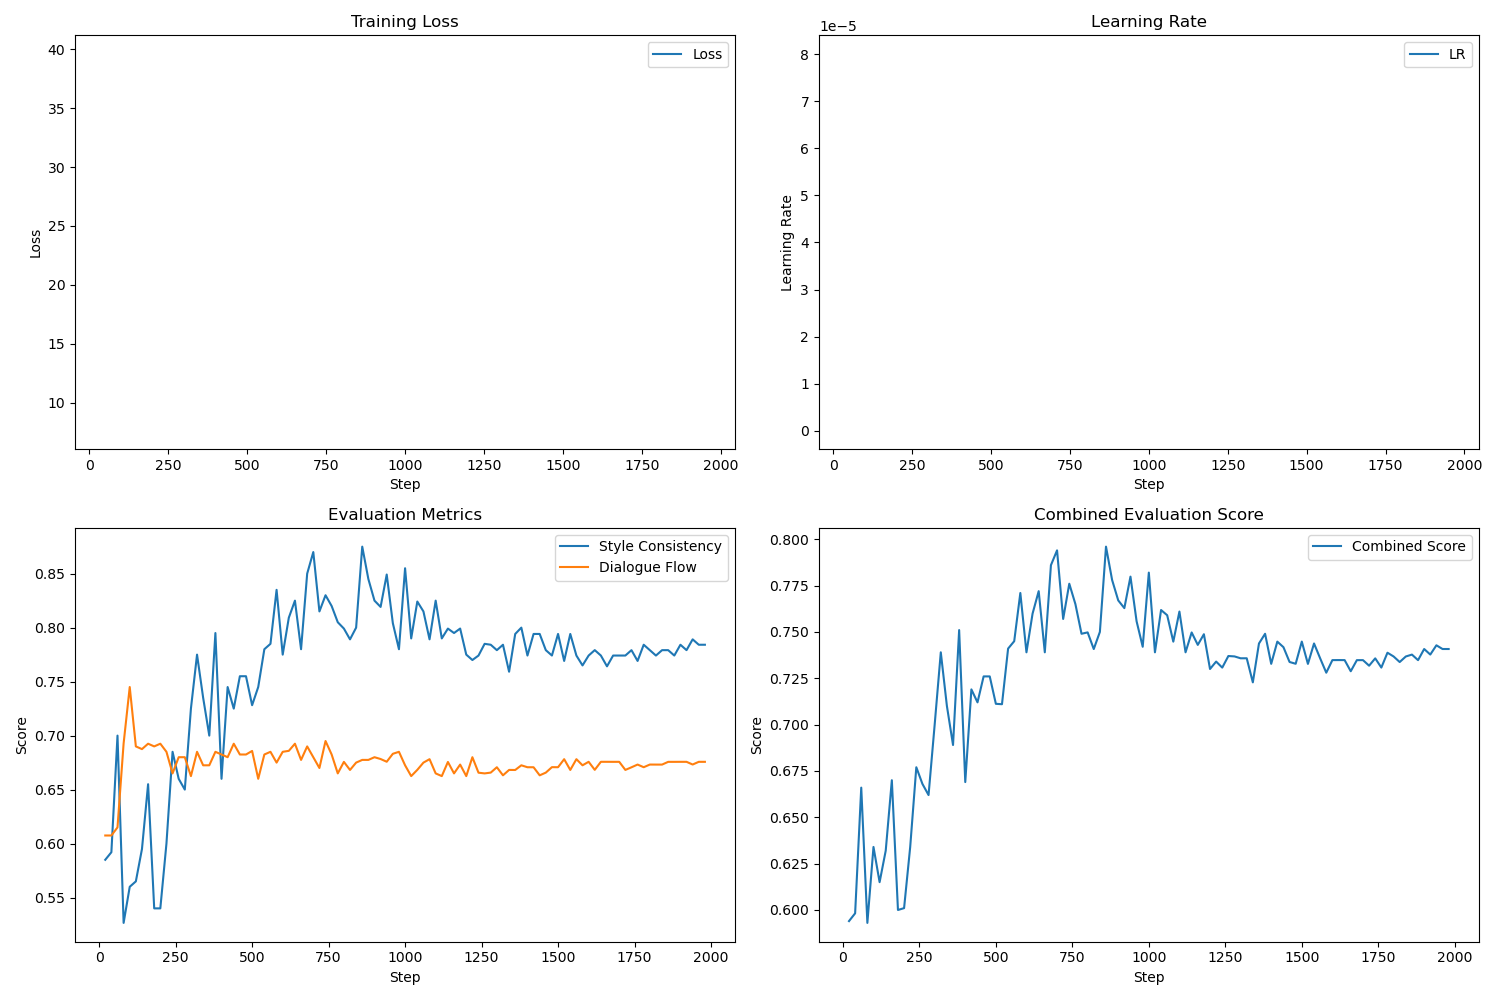 Training Loss
Loss
40
35
30
25
20
15
10
Loss
0 250 500 750 1000 1250 1500 1750 2000
Step
Learning Rate
1e−5
LR
8
7
6
5
4
3
2
1
0
Learning Rate
0 250 500 750 1000 1250 1500 1750 2000
Step
Evaluation Metrics
Style Consistency
Dialogue Flow
0.85
0.80
0.75
0.70
0.65
0.60
0.55
Score
0 250 500 750 1000 1250 1500 1750 2000
Step
Combined Evaluation Score
Combined Score
0.800
0.775
0.750
0.725
0.700
0.675
0.650
0.625
0.600
Score
0 250 500 750 1000 1250 1500 1750 2000
Step